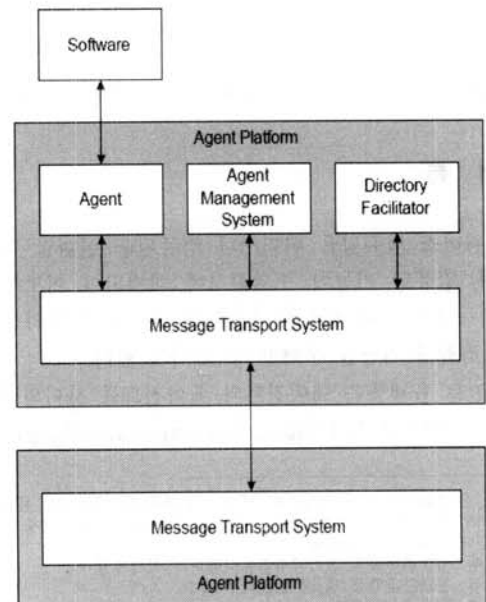 Software
Agent Platform
Agent
Agent
Management
System
Directory
Facilitator
Message Transport System
Message Transport System
Agent Platform